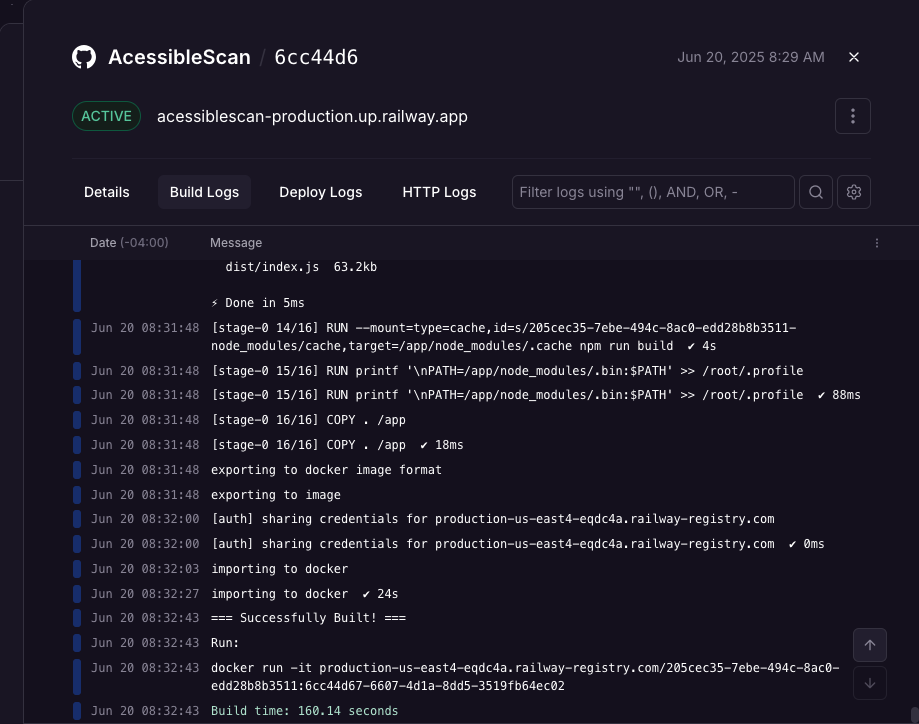 AcessibleScan / 6cc44d6
Jun 20, 2025 8:29 AM
ACTIVE acessiblescan-production.up.railway.app
Details Build Logs Deploy Logs HTTP Logs Filter logs using "", (), AND, OR, -
Date (-04:00) Message
dist/index.js 63.2kb
⚡ Done in 5ms
Jun 20 08:31:48 [stage-0 14/16] RUN --mount=type=cache,id=s/205cec35-7ebe-494c-8ac0-edd28b8b3511-
node_modules/cache,target=/app/node_modules/.cache npm run build ✔ 4s
Jun 20 08:31:48 [stage-0 15/16] RUN printf '\nPATH=/app/node_modules/.bin:$PATH' >> /root/.profile
Jun 20 08:31:48 [stage-0 15/16] RUN printf '\nPATH=/app/node_modules/.bin:$PATH' >> /root/.profile ✔ 88ms
Jun 20 08:31:48 [stage-0 16/16] COPY . /app
Jun 20 08:31:48 [stage-0 16/16] COPY . /app ✔ 18ms
Jun 20 08:31:48 exporting to docker image format
Jun 20 08:31:48 exporting to image
Jun 20 08:32:00 [auth] sharing credentials for production-us-east4-eqdc4a.railway-registry.com
Jun 20 08:32:00 [auth] sharing credentials for production-us-east4-eqdc4a.railway-registry.com ✔ 0ms
Jun 20 08:32:03 importing to docker
Jun 20 08:32:27 importing to docker ✔ 24s
Jun 20 08:32:43 === Successfully Built! ===
Jun 20 08:32:43 Run:
Jun 20 08:32:43 docker run -it production-us-east4-eqdc4a.railway-registry.com/205cec35-7ebe-494c-8ac0-
edd28b8b3511:6cc44d67-6607-4d1a-8dd5-3519fb64ec02
Jun 20 08:32:43 Build time: 160.14 seconds